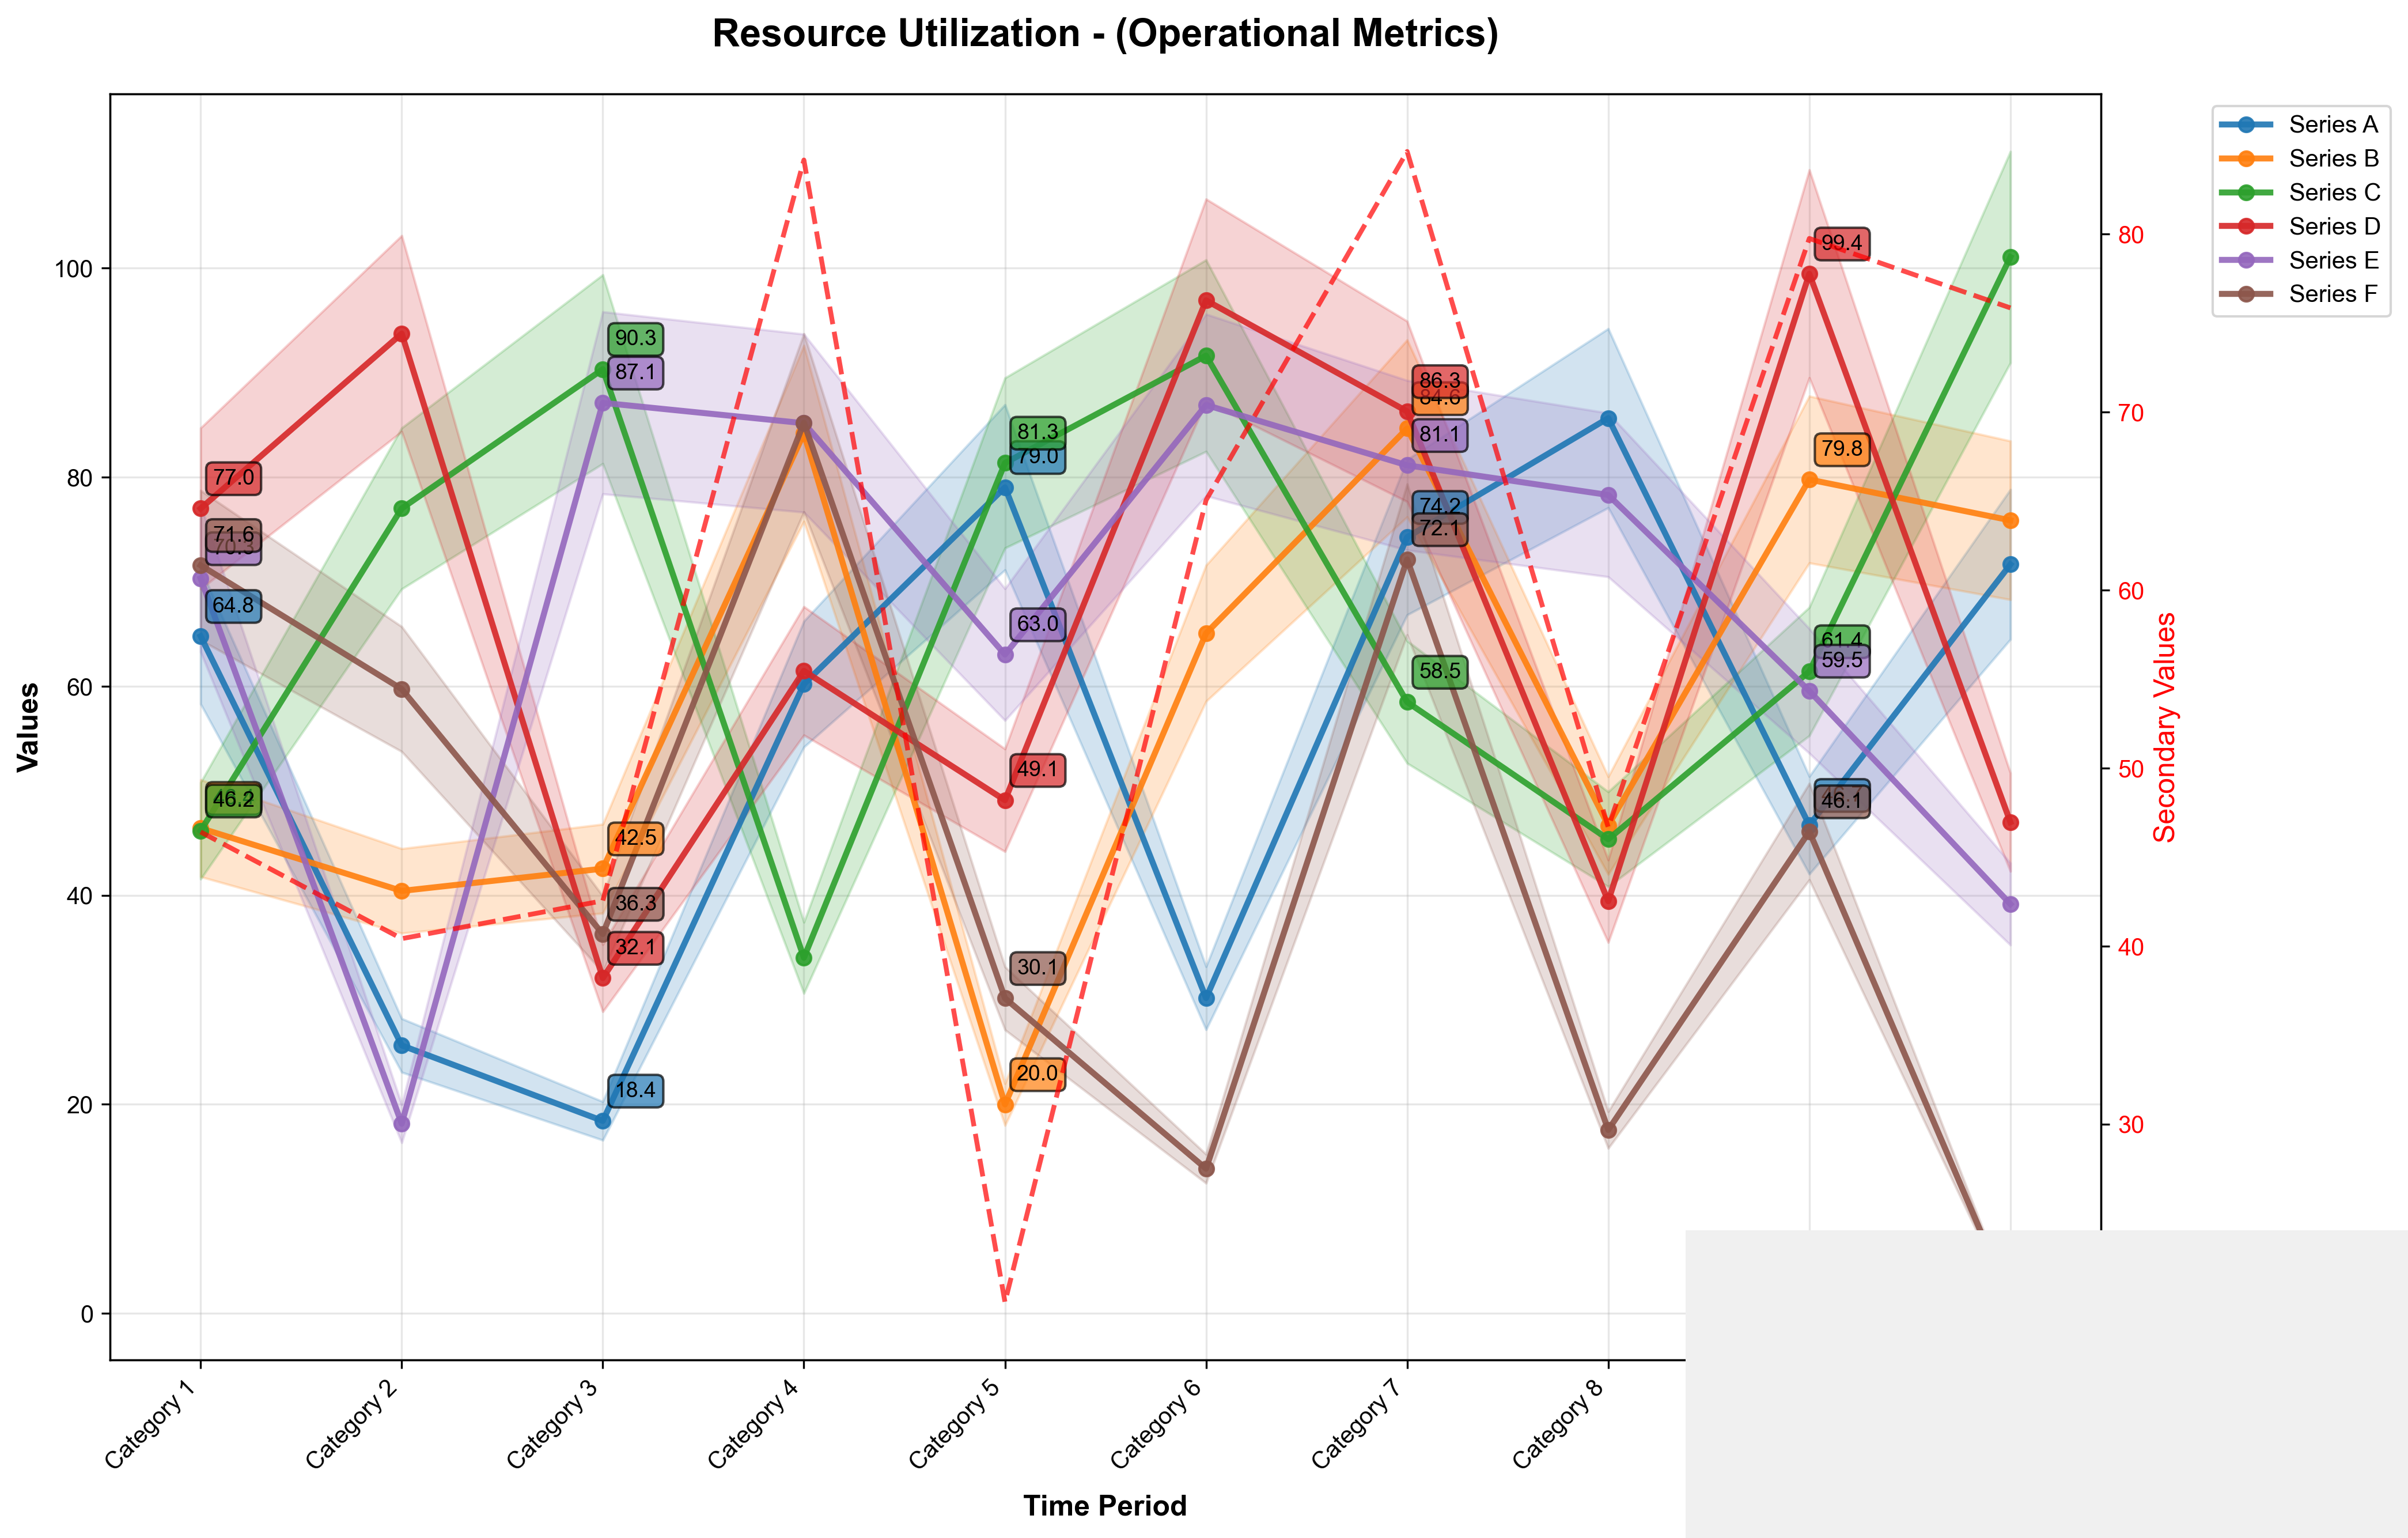 Resource Utilization - (Operational Metrics)
Series A
Series B
Series C
Series D
Series E
Series F
Values
100
80
60
40
20
0
Secondary Values
80
70
60
50
40
30
77.0
71.6
70.3
64.8
46.2
90.3
87.1
42.5
36.3
32.1
18.4
81.3
79.0
63.0
49.1
30.1
20.0
86.3
84.6
81.1
74.2
72.1
58.5
99.4
79.8
61.4
59.5
46.1
Category 1
Category 2
Category 3
Category 4
Category 5
Category 6
Category 7
Category 8
Time Period